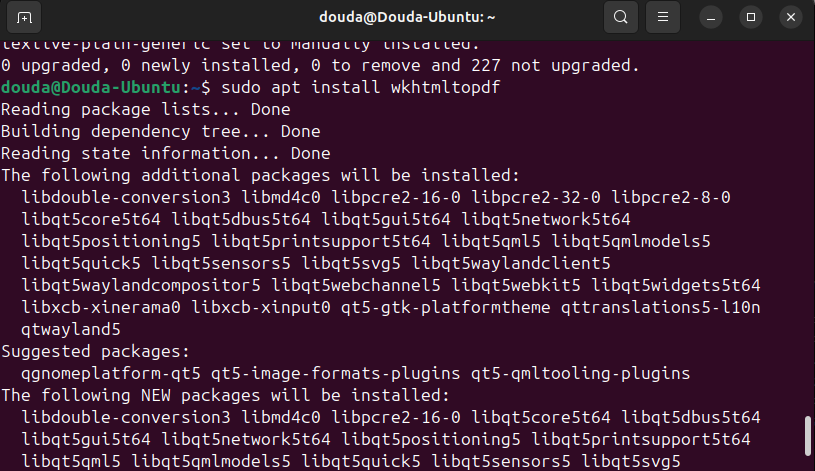 douda@Douda-Ubuntu: ~
texlive-plain-generic set to manually installed.
0 upgraded, 0 newly installed, 0 to remove and 227 not upgraded.
douda@Douda-Ubuntu:~$ sudo apt install wkhtmltopdf
Reading package lists... Done
Building dependency tree... Done
Reading state information... Done
The following additional packages will be installed:
  libdouble-conversion3 libmd4c0 libpcre2-16-0 libpcre2-32-0 libpcre2-8-0
  libqt5core5t64 libqt5dbus5t64 libqt5gui5t64 libqt5network5t64
  libqt5positioning5 libqt5printsupport5t64 libqt5qml5 libqt5qmlmodels5
  libqt5quick5 libqt5sensors5 libqt5svg5 libqt5waylandclient5
  libqt5waylandcompositor5 libqt5webchannel5 libqt5webkit5 libqt5widgets5t64
  libxcb-xinerama0 libxcb-xinput0 qt5-gtk-platformtheme qttranslations5-l10n
  qtwayland5
Suggested packages:
  qgnomeplatform-qt5 qt5-image-formats-plugins qt5-qmltooling-plugins
The following NEW packages will be installed:
  libdouble-conversion3 libmd4c0 libpcre2-16-0 libqt5core5t64 libqt5dbus5t64
  libqt5gui5t64 libqt5network5t64 libqt5positioning5 libqt5printsupport5t64
  libqt5qml5 libqt5qmlmodels5 libqt5quick5 libqt5sensors5 libqt5svg5